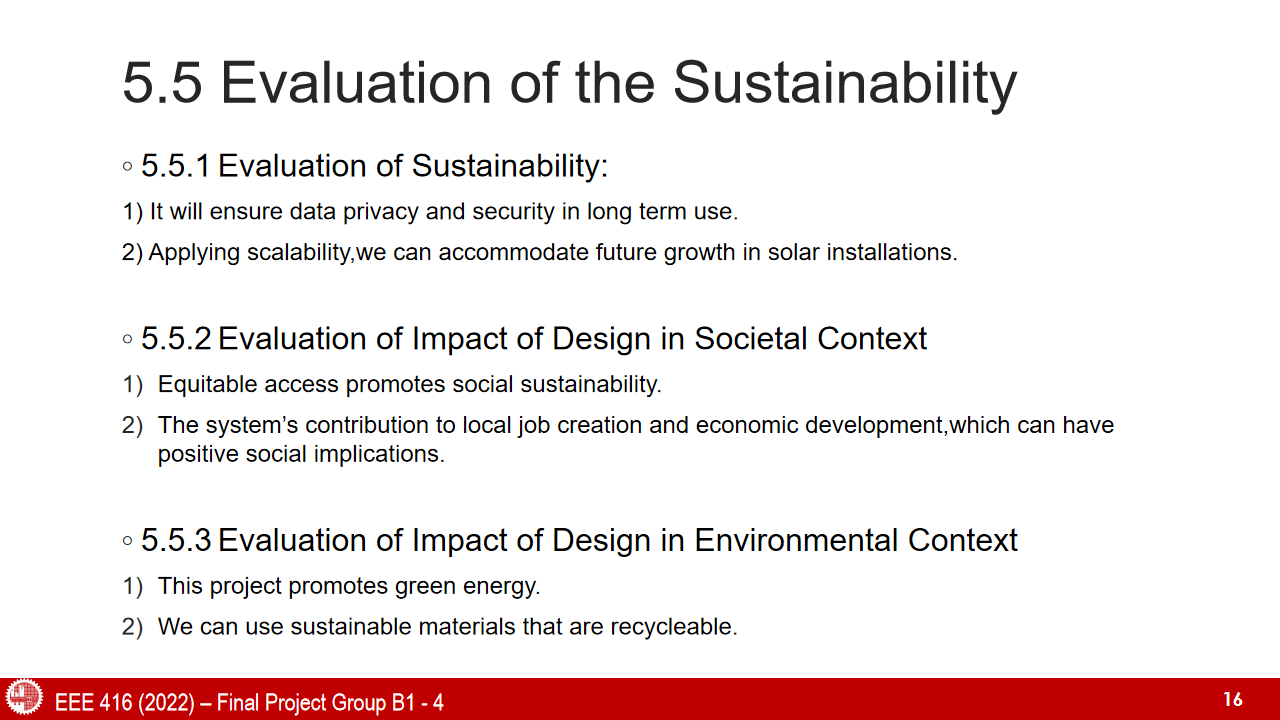 5.5 Evaluation of the Sustainability
◦ 5.5.1 Evaluation of Sustainability:
1) It will ensure data privacy and security in long term use.
2) Applying scalability,we can accommodate future growth in solar installations.
◦ 5.5.2 Evaluation of Impact of Design in Societal Context
1) Equitable access promotes social sustainability.
2) The system’s contribution to local job creation and economic development,which can have
positive social implications.
◦ 5.5.3 Evaluation of Impact of Design in Environmental Context
1) This project promotes green energy.
2) We can use sustainable materials that are recycleable.
EEE 416 (2022) – Final Project Group B1 - 4
16